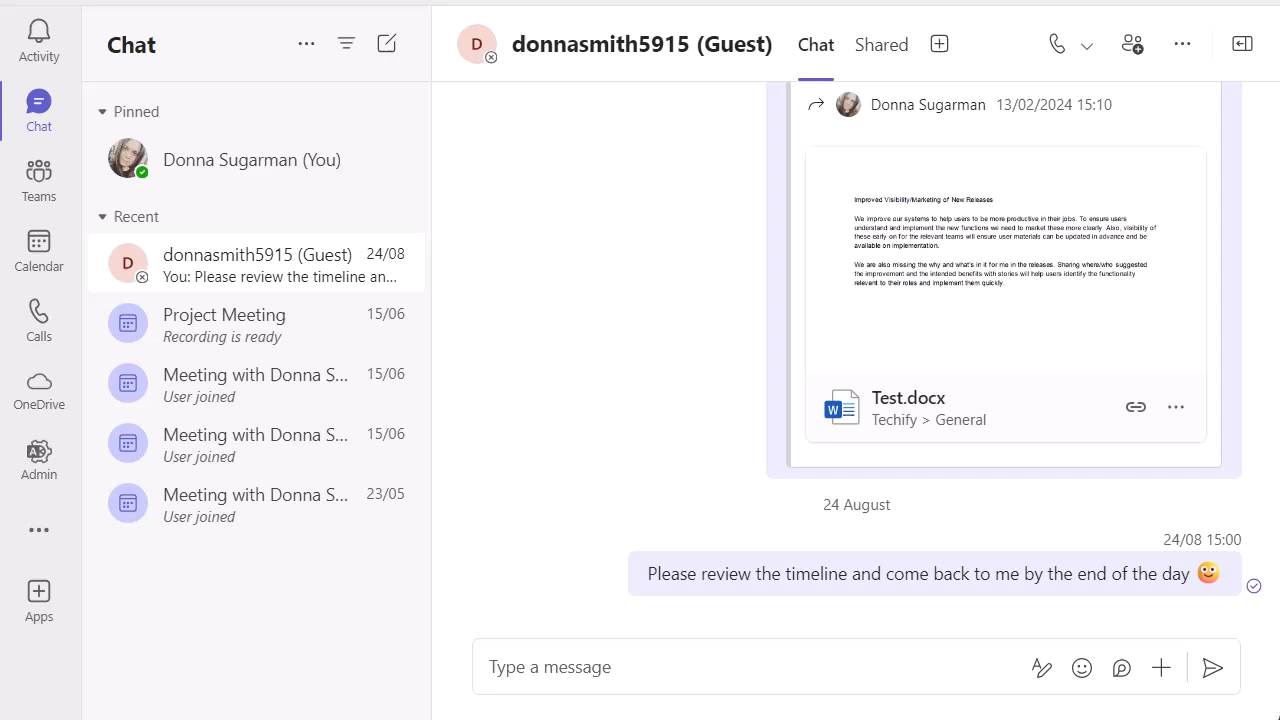 Activity
Chat
Teams
Calendar
Calls
OneDrive
Admin
Apps
Chat
Pinned
Donna Sugarman (You)
Recent
D
donnasmith5915 (Guest) 24/08
You: Please review the timeline an...
Project Meeting 15/06
Recording is ready
Meeting with Donna S... 15/06
User joined
Meeting with Donna S... 15/06
User joined
Meeting with Donna S... 23/05
User joined
D donnasmith5915 (Guest) Chat Shared
Donna Sugarman 13/02/2024 15:10
Improved Visibility/Marketing of New Releases
We improve our systems to help users to be more productive in their jobs. To ensure users
understand and implement the new functions we need to market these more clearly. Also, visibility of
these early on for the relevant teams will ensure user materials can be updated in advance and be
available on implementation.
We are also missing the why and what's in it for me in the releases. Sharing where/who suggested
the improvement and the intended benefits with stories will help users identify the functionality
relevant to their roles and implement them quickly.
W
Test.docx
Techify > General
24 August
24/08 15:00
Please review the timeline and come back to me by the end of the day
Type a message